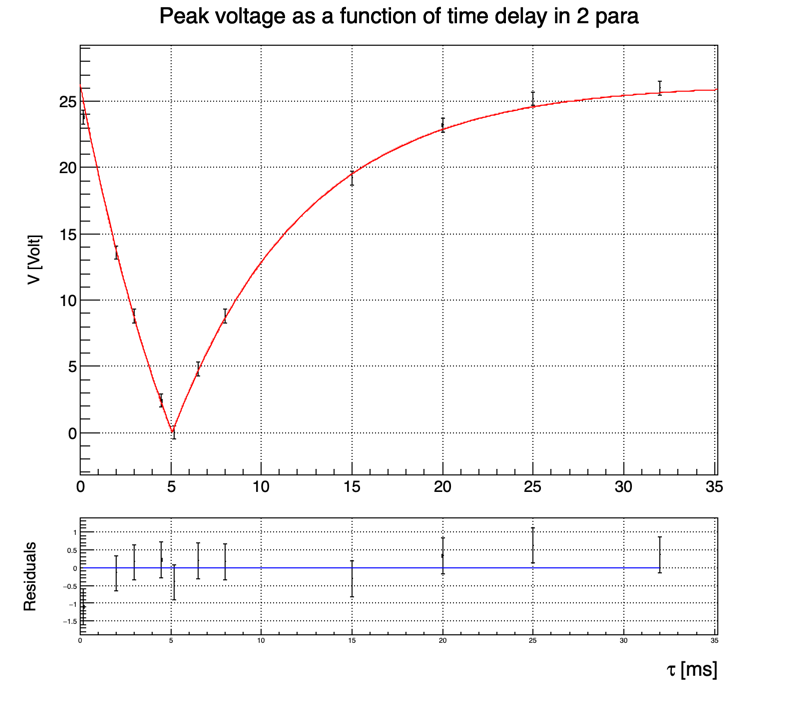 Peak voltage as a function of time delay in 2 para
V [Volt]
25
20
15
10
5
0
0 5 10 15 20 25 30 35
Residuals
1
0.5
0
−0.5
−1
−1.5
0 5 10 15 20 25 30 35
τ [ms]